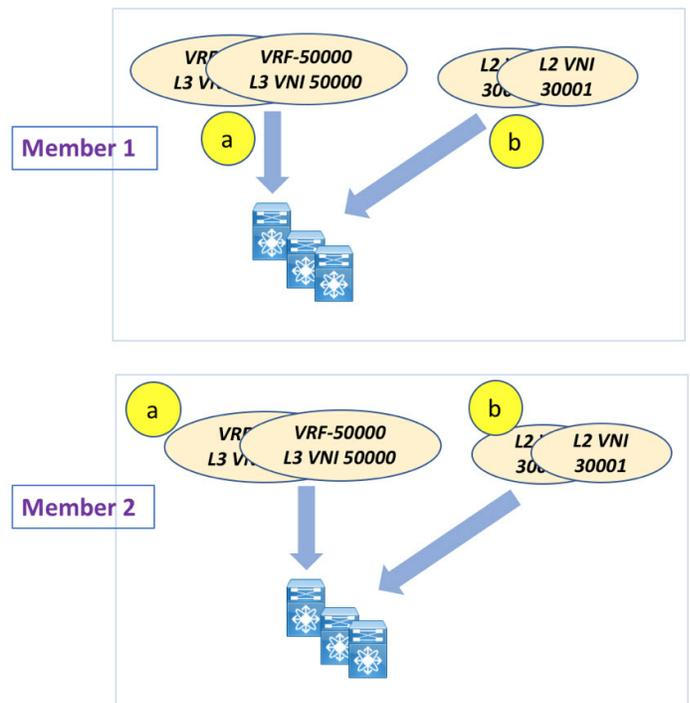 VRF-50000
L3 VNI 50000
L2 VNI
30001
a
b
Member 1
a
b
VRF-50000
L3 VNI 50000
L2 VNI
30001
Member 2